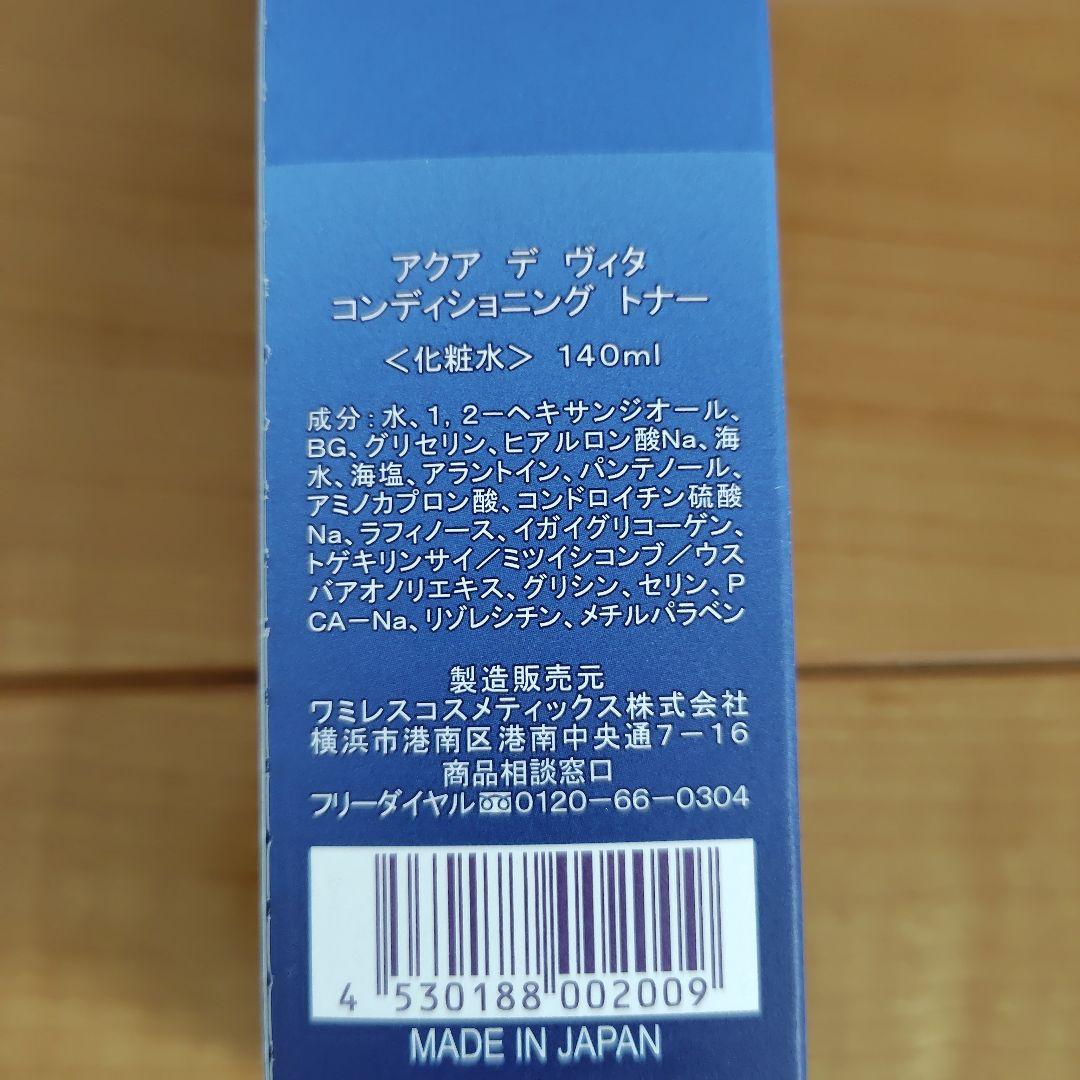 アクア デ ヴィタ
コンディショニング トナー
＜化粧水＞ 140ml
成分：水、1，2－ヘキサンジオール、
BG、グリセリン、ヒアルロン酸Na、海
水、海塩、アラントイン、パンテノール、
アミノカプロン酸、コンドロイチン硫酸
Na、ラフィノース、イガイグリコーゲン、
トゲキリンサイ／ミツイシコンブ／ウス
バアオノリエキス、グリシン、セリン、P
CA－Na、リゾレシチン、メチルパラベン
製造販売元
ワミレスコスメティックス株式会社
横浜市港南区港南中央通7－16
商品相談窓口
フリーダイヤル0120－66－0304
4 530188 002009
MADE IN JAPAN